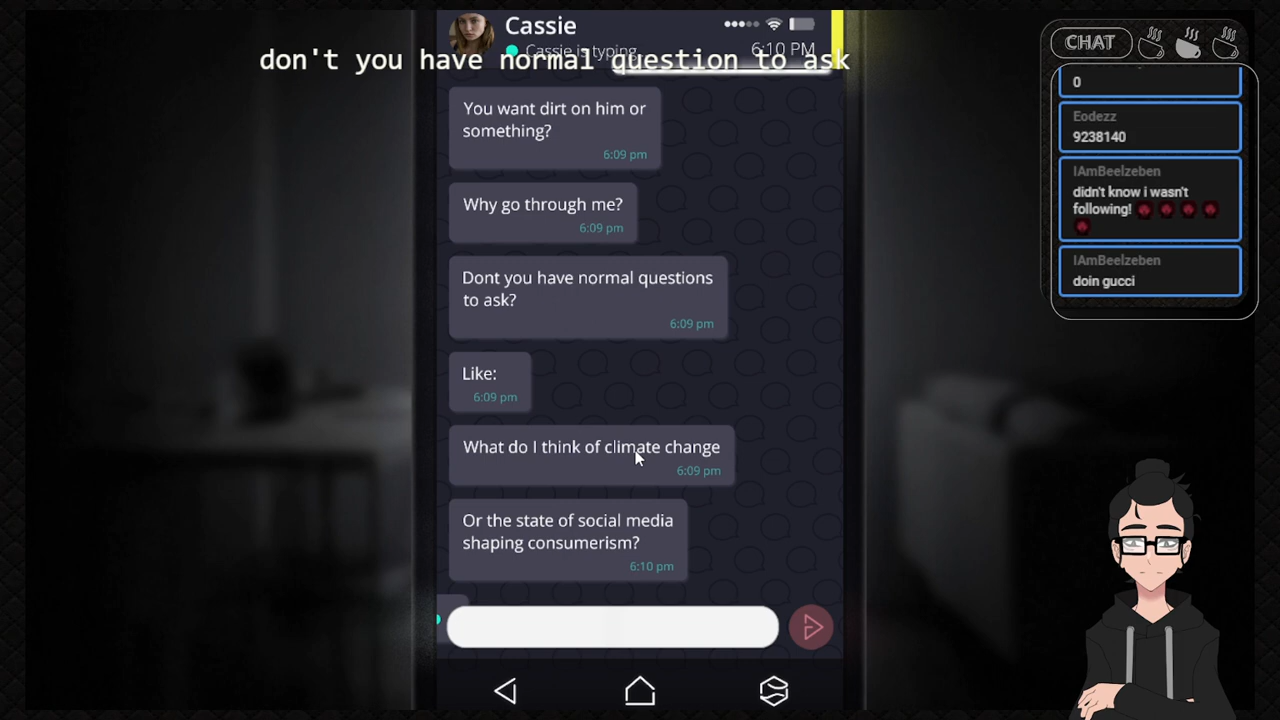 Cassie
Cassie is typing
6:10 PM
don't you have normal question to ask
You want dirt on him or
something?
6:09 pm
Why go through me?
6:09 pm
Dont you have normal questions
to ask?
6:09 pm
Like:
6:09 pm
What do I think of climate change
6:09 pm
Or the state of social media
shaping consumerism?
6:10 pm
CHAT
0
Eodezz
9238140
IAmBeelzeben
didn't know i wasn't
following!
IAmBeelzeben
doin gucci